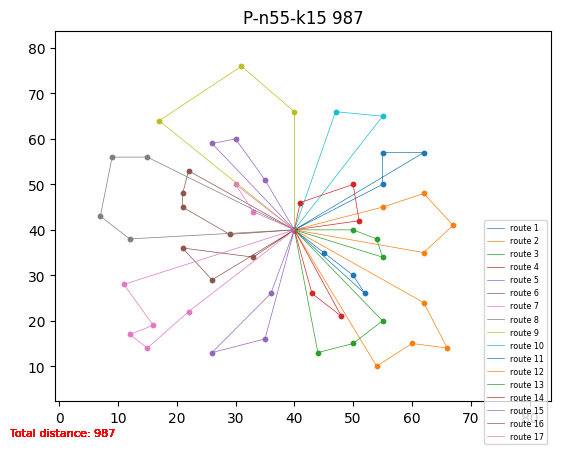 P-n55-k15 987
80
70
60
50
40
30
20
10
0 10 20 30 40 50 60 70 80
route 1
route 2
route 3
route 4
route 5
route 6
route 7
route 8
route 9
route 10
route 11
route 12
route 13
route 14
route 15
route 16
route 17
Total distance: 987